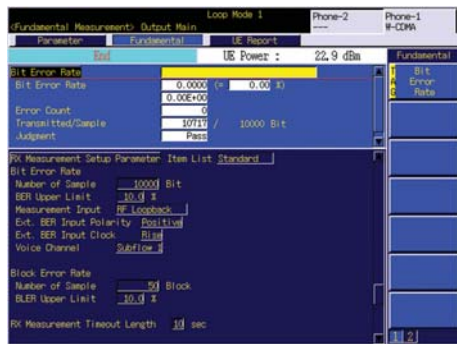 Loop Mode 1
Phone-2
----
Phone-1
W-CDMA
<Fundamental Measurement> Output Main
Parameter
Fundamental
UE Report
End
UE Power :
22.9 dBm
Fundamental
Bit Error Rate
Bit Error Rate 0.0000 (= 0.00 %)
0.00E+00
Error Count 0
Transmitted/Sample 10717 / 10000 Bit
Judgment Pass
TAG
Bit Error Rate
RX Measurement Setup Parameter Item List Standard
Bit Error Rate
Number of Sample 10000 Bit
BER Upper Limit 10.0 %
Measurement Input RF Loopback
Ext. BER Input Polarity Positive
Ext. BER Input Clock Rise
Voice Channel Subflow 1
Block Error Rate
Number of Sample 50 Block
BLER Upper Limit 10.0 %
RX Measurement Timeout Length 10 sec
1 2